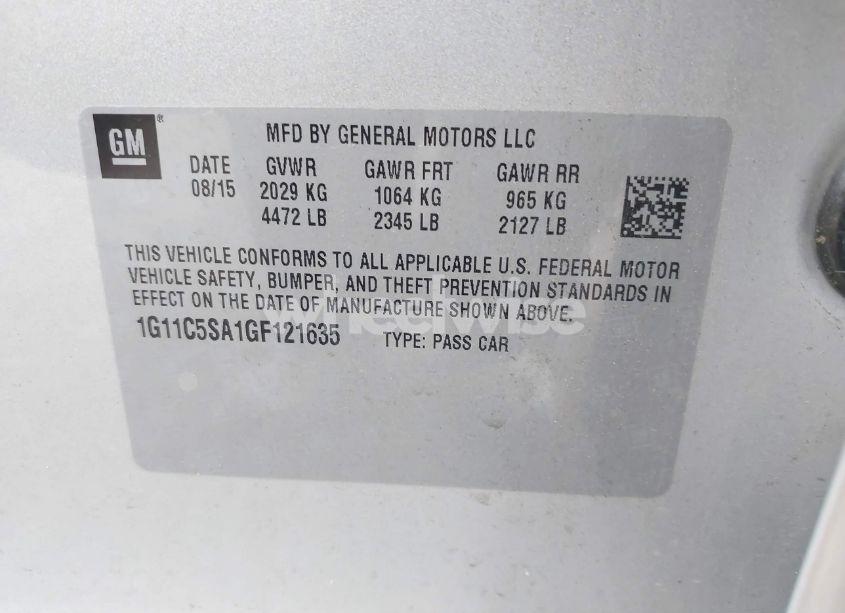 GM®
MFD BY GENERAL MOTORS LLC
DATE GVWR GAWR FRT GAWR RR
08/15 2029 KG 1064 KG 965 KG
4472 LB 2345 LB 2127 LB
THIS VEHICLE CONFORMS TO ALL APPLICABLE U.S. FEDERAL MOTOR
VEHICLE SAFETY, BUMPER, AND THEFT PREVENTION STANDARDS IN
EFFECT ON THE DATE OF MANUFACTURE SHOWN ABOVE.
wheelwise
1G11C5SA1GF121635 TYPE: PASS CAR